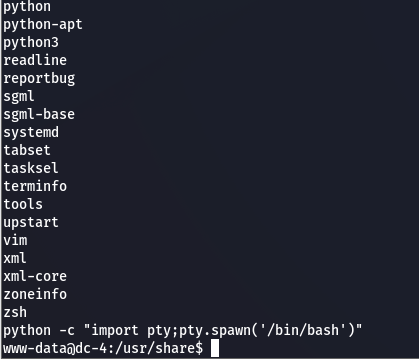 python
python-apt
python3
readline
reportbug
sgml
sgml-base
systemd
tabset
tasksel
terminfo
tools
upstart
vim
xml
xml-core
zoneinfo
zsh
python -c "import pty;pty.spawn('/bin/bash')"
www-data@dc-4:/usr/share$